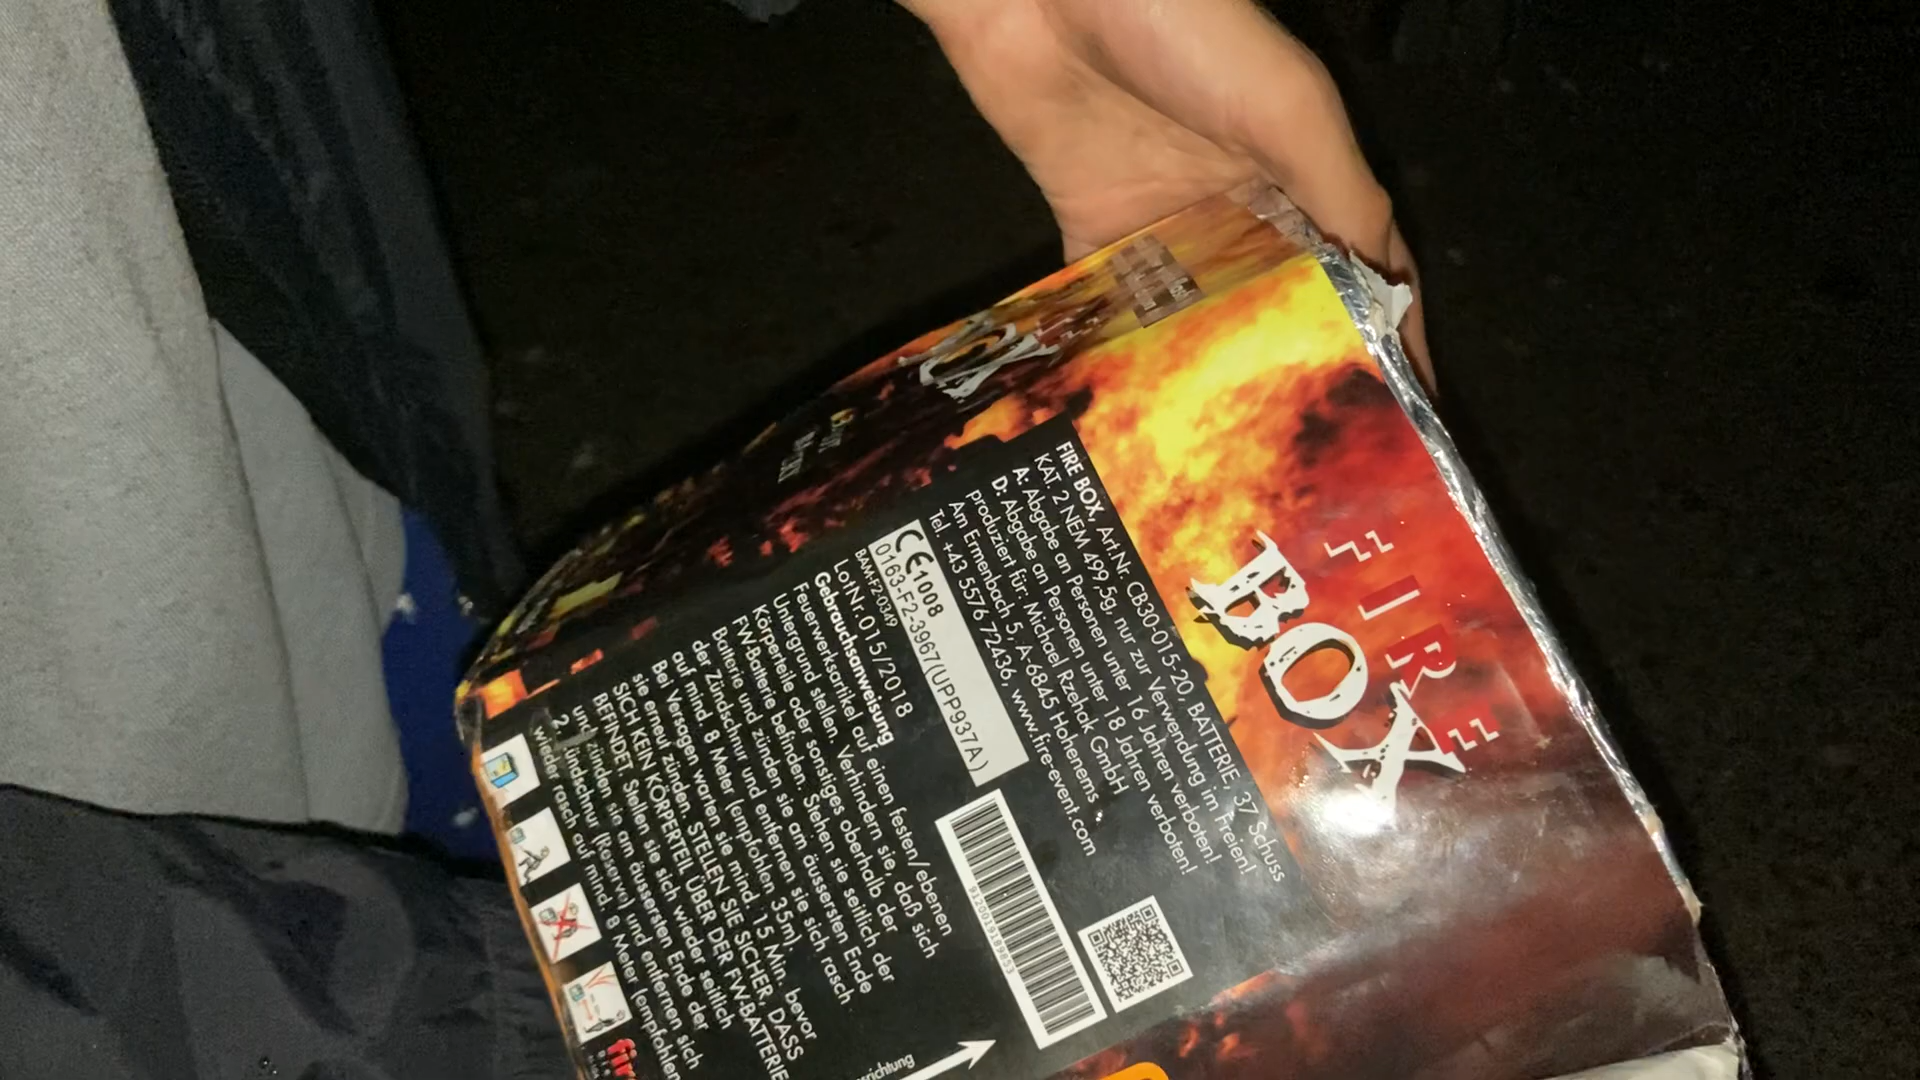 FIRE
BOX
FIRE BOX, Art.Nr. CB30-015-20, BATTERIE, 37 Schuss
KAT. 2 NEM 499,5g, nur zur Verwendung im Freien!
A: Abgabe an Personen unter 16 Jahren verboten!
D: Abgabe an Personen unter 18 Jahren verboten!
produziert für: Michael Rzehak GmbH
Am Ermenbach 5, A-6845 Hohenems
Tel. +43 5576 72436, www.fire-event.com
CE 1008
0163-F2-3967(UPP937A)
BAM-F2-0349
Lot.Nr.015/2018
Gebrauchsanweisung
Feuerwerksartikel auf einen festen/ebenen
Untergrund stellen. Verhindern sie, daß sich
Körperteile oder sonstiges oberhalb der
FW-Batterie befinden. Stehen sie seitlich der
Batterie und zünden sie am äussersten Ende
der Zündschnur und entfernen sie sich rasch
auf mind 8 Meter (empfohlen 35m).
Bei Versagen warten sie mind. 15 Min. bevor
sie erneut zünden. STELLEN SIE SICHER, DASS
SICH KEIN KÖRPERTEIL ÜBER DER FW-BATTERIE
BEFINDET. Stellen sie sich wieder seitlich
und zünden sie am äussersten Ende der
2. Zündschnur (Reserve) und entfernen sich
wieder rasch auf mind. 8 Meter (empfohlen
OX